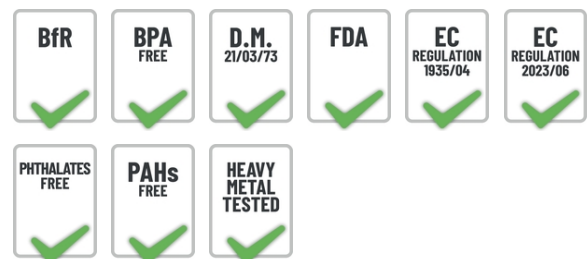 BfR
BPA
FREE
D.M.
21/03/73
FDA
EC
REGULATION
1935/04
EC
REGULATION
2023/06
PHTHALATES
FREE
PAHs
FREE
HEAVY
METAL
TESTED